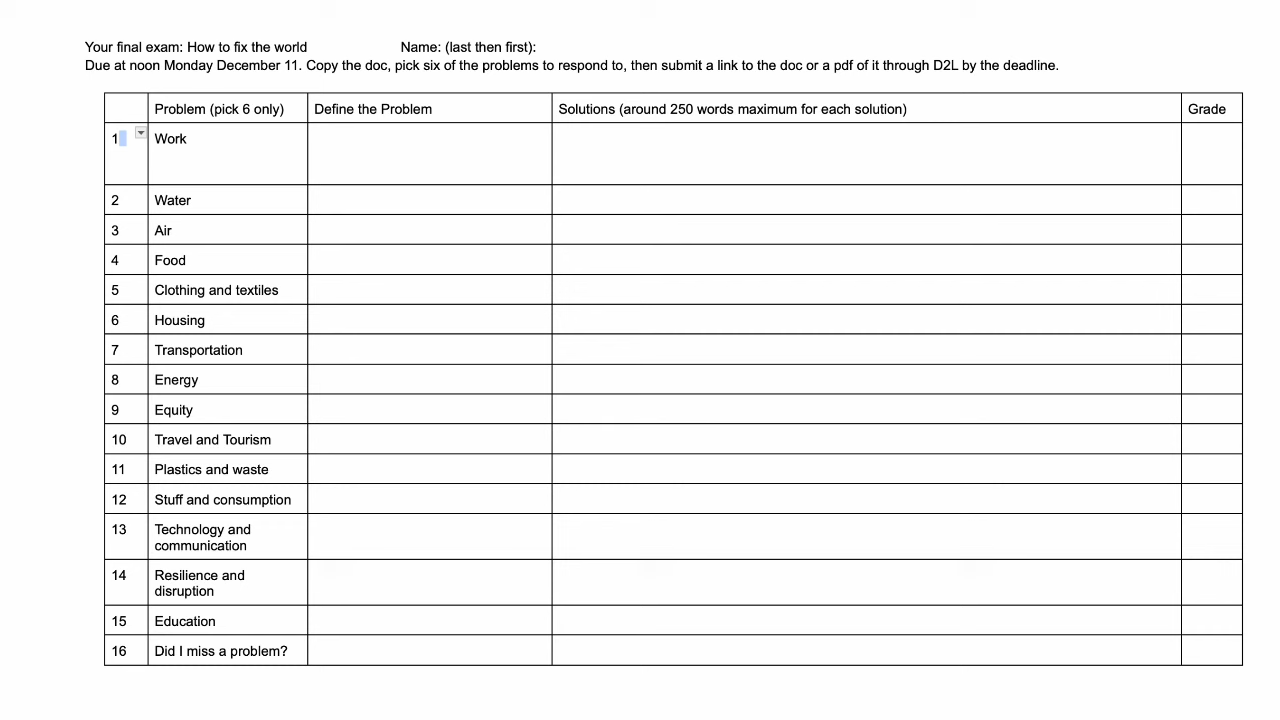 Your final exam: How to fix the world Name: (last then first):
Due at noon Monday December 11. Copy the doc, pick six of the problems to respond to, then submit a link to the doc or a pdf of it through D2L by the deadline.
Problem (pick 6 only) Define the Problem Solutions (around 250 words maximum for each solution) Grade
1 Work
2 Water
3 Air
4 Food
5 Clothing and textiles
6 Housing
7 Transportation
8 Energy
9 Equity
10 Travel and Tourism
11 Plastics and waste
12 Stuff and consumption
13 Technology and
communication
14 Resilience and
disruption
15 Education
16 Did I miss a problem?